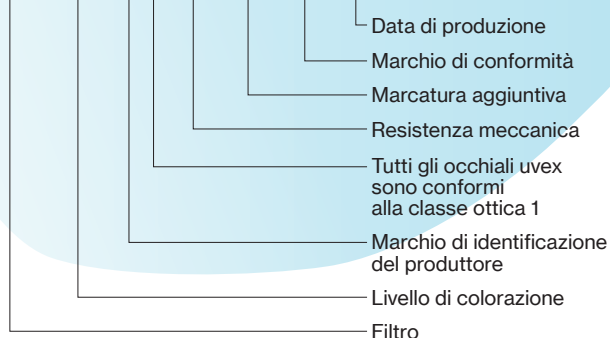 Data di produzione
Marchio di conformità
Marcatura aggiuntiva
Resistenza meccanica
Tutti gli occhiali uvex
sono conformi
alla classe ottica 1
Marchio di identificazione
del produttore
Livello di colorazione
Filtro